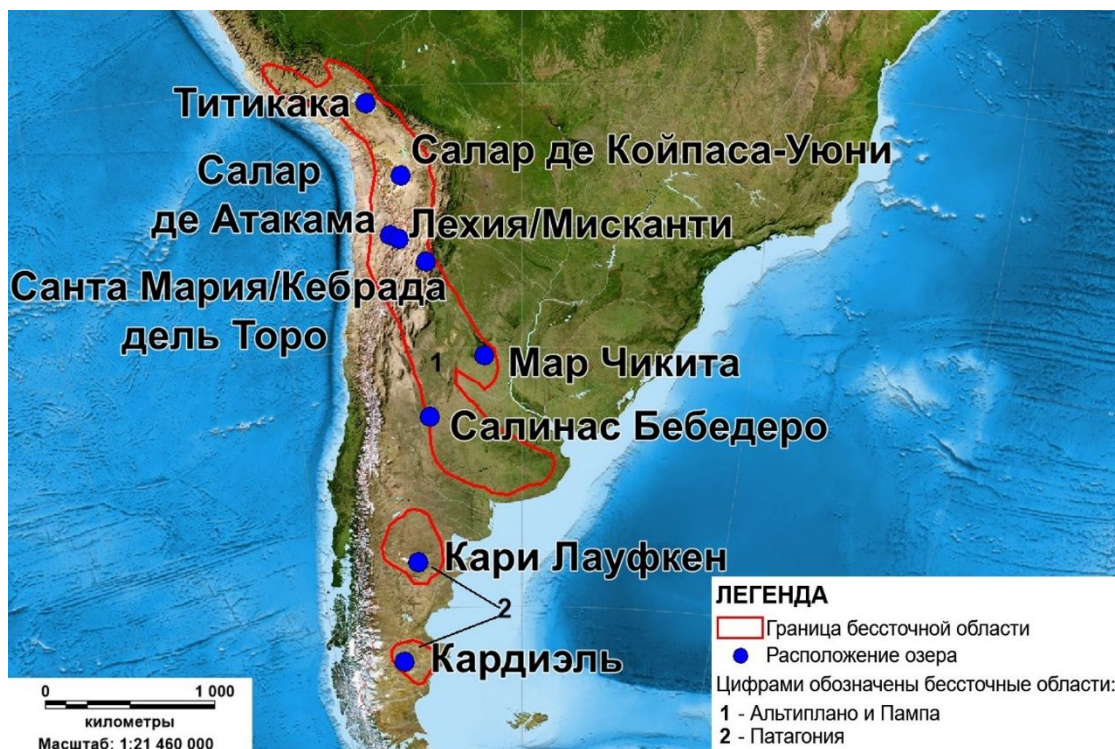 Титикака
Салар де Койпаса-Уюни
Салар
де Атакама
Лехия/Мисканти
Санта Мария/Кебрада
дель Торо
1
Мар Чикита
Салинас Бебедеро
Кари Лауфкен
2
Кардиэль
0 1 000
километры
Масштаб: 1:21 460 000
ЛЕГЕНДА
Граница бессточной области
Расположение озера
Цифрами обозначены бессточные области:
1 - Альтиплано и Пампа
2 - Патагония